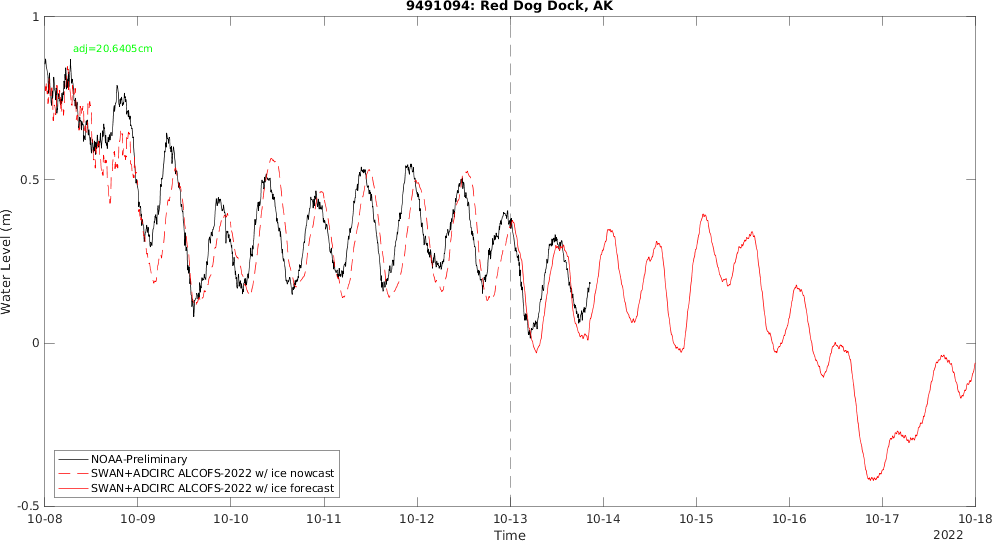 9491094: Red Dog Dock, AK
adj=20.6405cm
1
0.5
0
-0.5
Water Level (m)
NOAA-Preliminary
SWAN+ADCIRC ALCOFS-2022 w/ ice nowcast
SWAN+ADCIRC ALCOFS-2022 w/ ice forecast
10-08 10-09 10-10 10-11 10-12 10-13 10-14 10-15 10-16 10-17 10-18
Time
2022